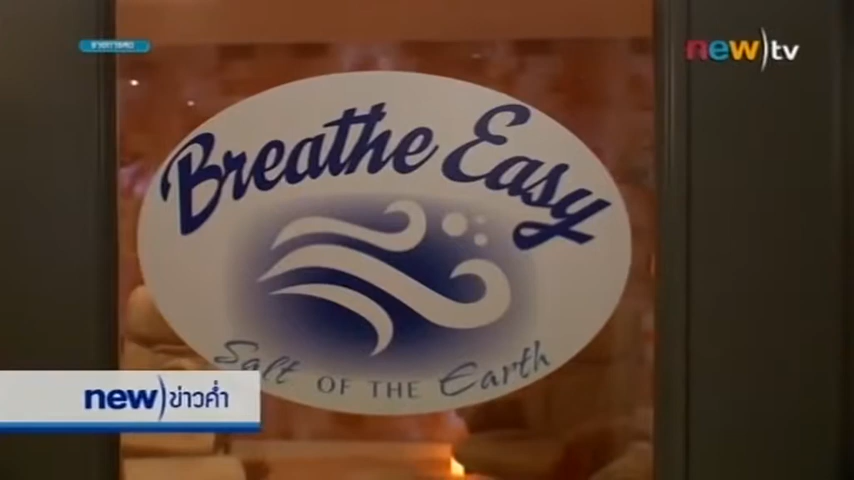 new)tv
Breathe Easy
Salt OF THE Earth
new)ข่าวค่ำ